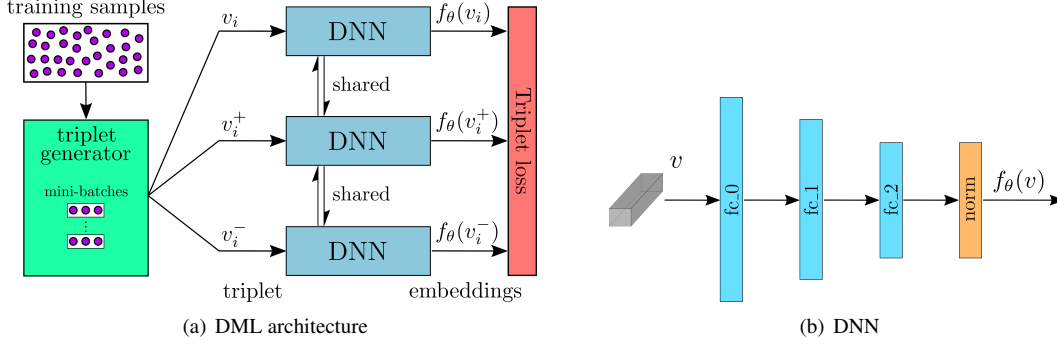 training samples
triplet
generator
mini-batches
v_i
v_i^+
v_i^-
triplet
DNN
shared
DNN
shared
DNN
f_θ(v_i)
f_θ(v_i^+)
f_θ(v_i^-)
embeddings
Triplet loss
(a) DML architecture
v
fc_0
fc_1
fc_2
norm
f_θ(v)
(b) DNN